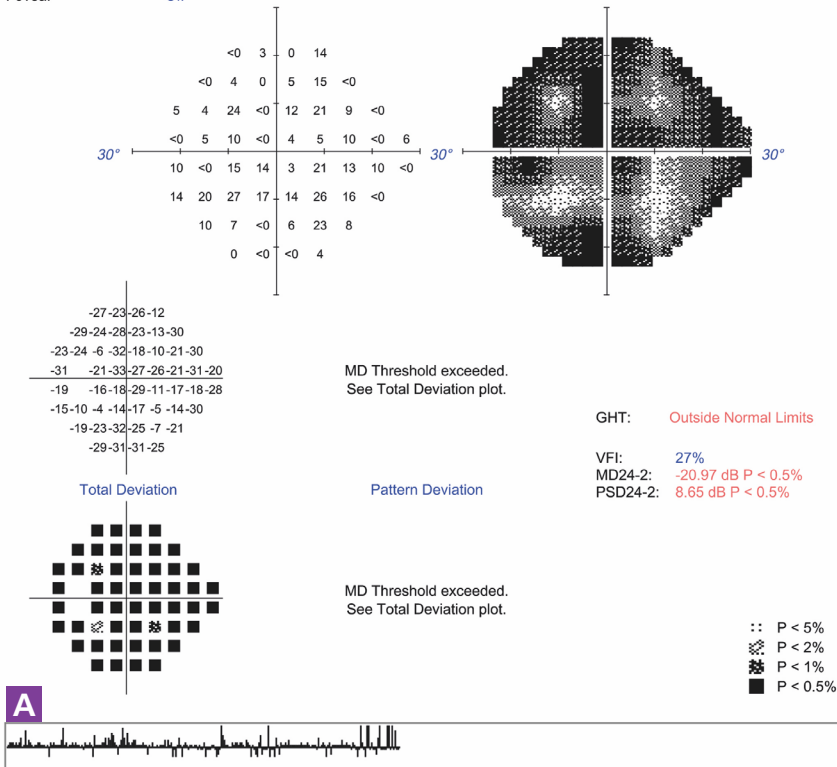 <0 3 0 14
<0 4 0 5 15 <0
5 4 24 <0 12 21 9 <0
<0 5 10 <0 4 5 10 <0 6
30° 30° 30°
10 <0 15 14 3 21 13 10 <0
14 20 27 17 14 26 16 <0
10 7 <0 6 23 8
0 <0 <0 4
-27 -23 -26 -12
-29 -24 -28 -23 -13 -30
-23 -24 -6 -32 -18 -10 -21 -30
-31 -21 -33 -27 -26 -21 -31 -20
-19 -16 -18 -29 -11 -17 -18 -28
-15 -10 -4 -14 -17 -5 -14 -30
-19 -23 -32 -25 -7 -21
-29 -31 -31 -25
MD Threshold exceeded.
See Total Deviation plot.
GHT: Outside Normal Limits
VFI: 27%
MD24-2: -20.97 dB P < 0.5%
PSD24-2: 8.65 dB P < 0.5%
Total Deviation
Pattern Deviation
MD Threshold exceeded.
See Total Deviation plot.
P < 5%
P < 2%
P < 1%
P < 0.5%
A